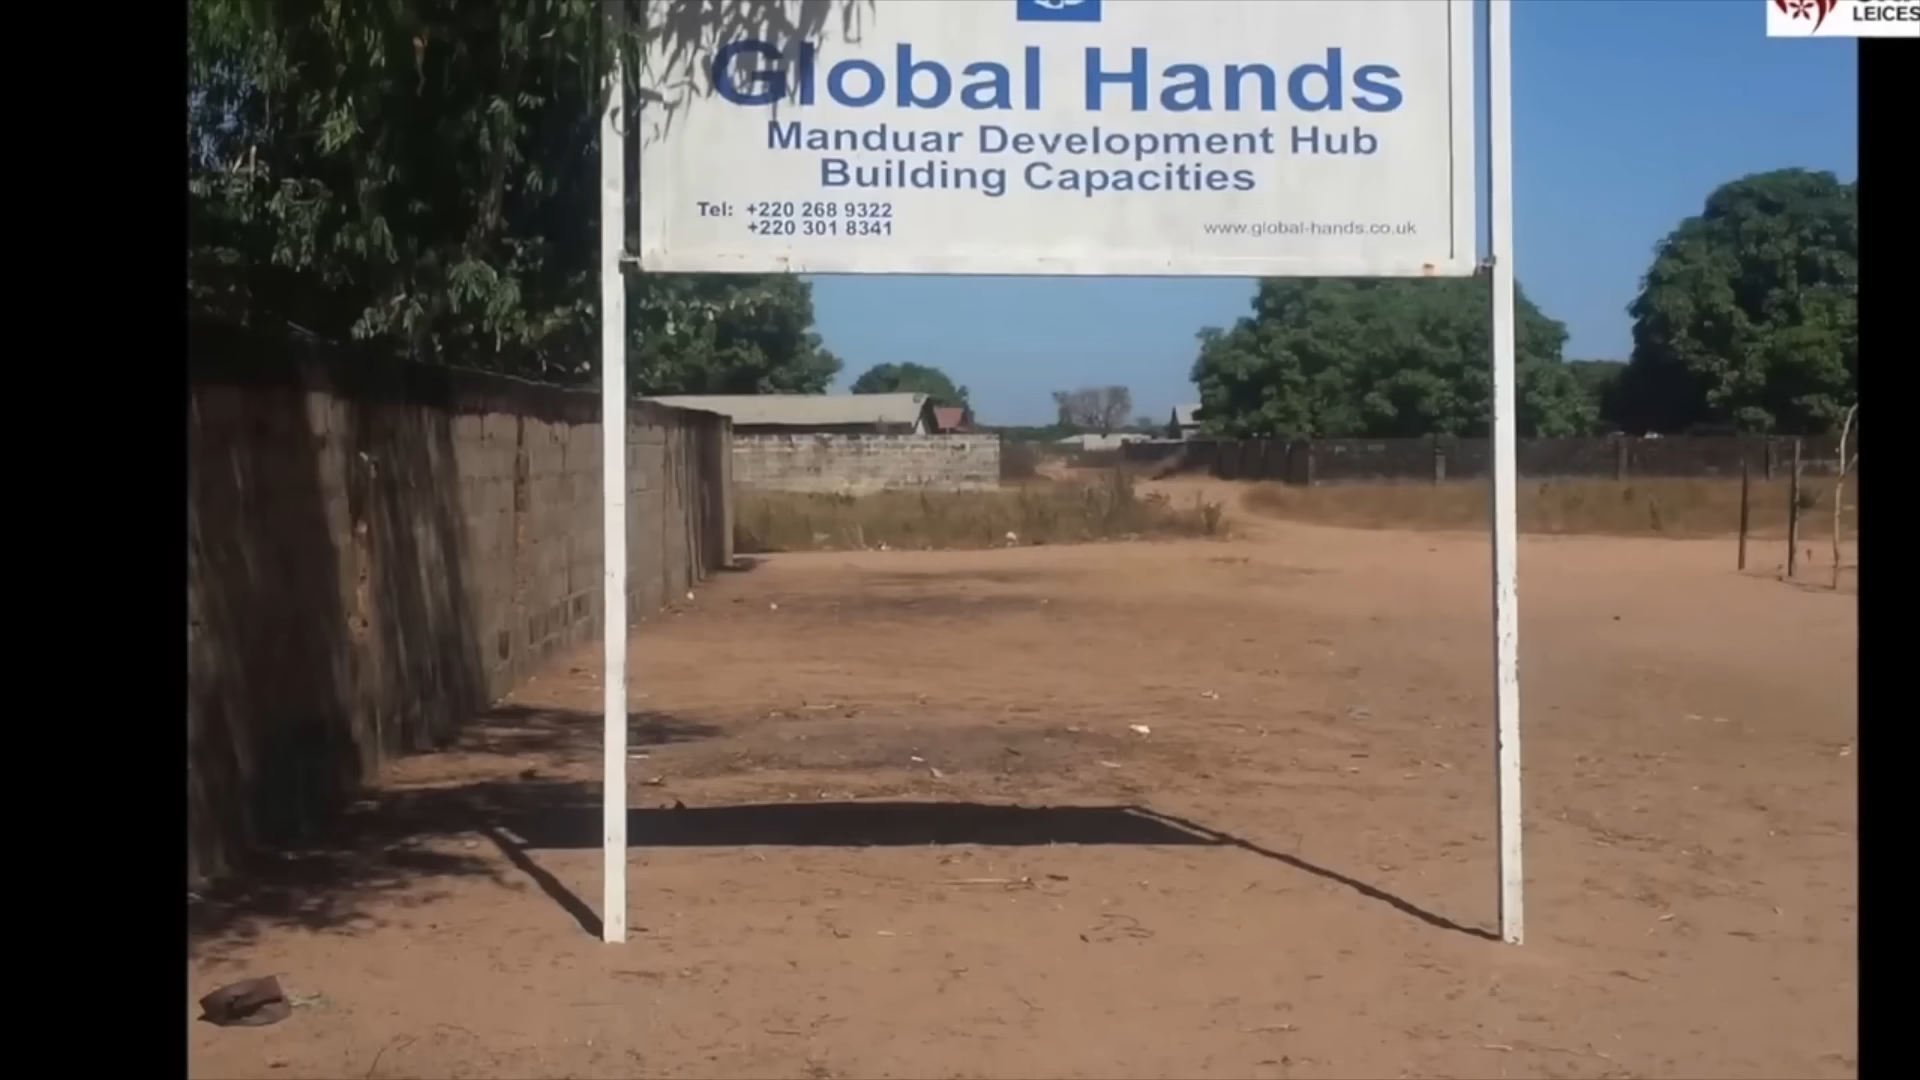 LEICES
Global Hands
Manduar Development Hub
Building Capacities
Tel: +220 268 9322
+220 301 8341
www.global-hands.co.uk